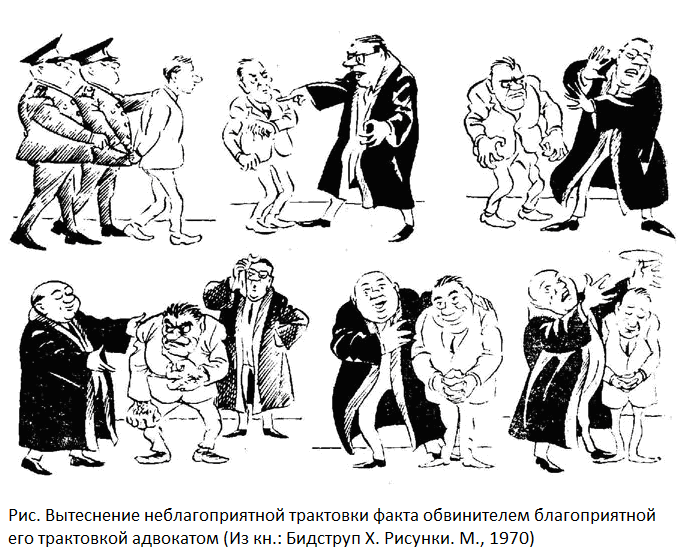 Рис. Вытеснение неблагоприятной трактовки факта обвинителем благоприятной
его трактовкой адвокатом (Из кн.: Бидструп Х. Рисунки. М., 1970)